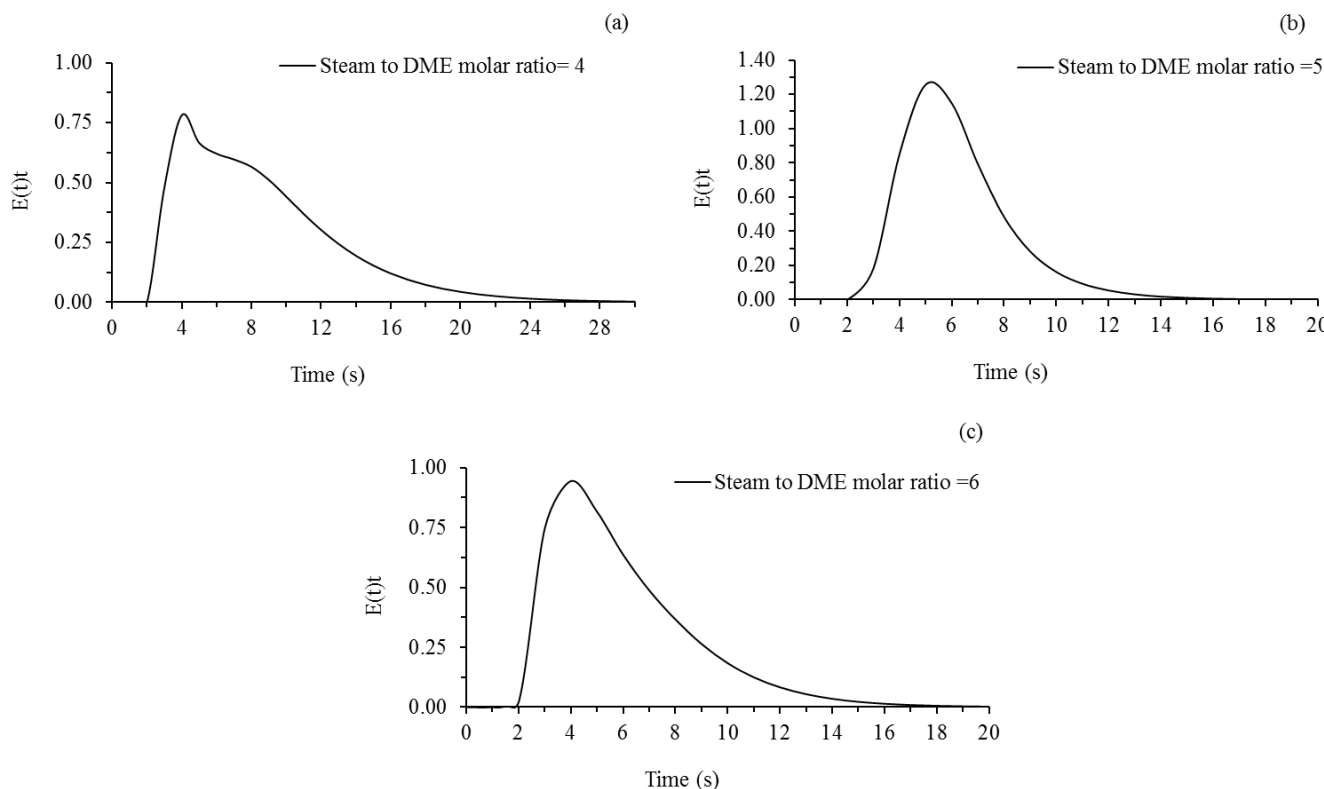 (a)
Steam to DME molar ratio= 4
1.00
0.75
0.50
0.25
0.00
E(t)t
0 4 8 12 16 20 24 28
Time (s)
(b)
Steam to DME molar ratio =5
1.40
1.20
1.00
0.80
0.60
0.40
0.20
0.00
E(t)t
0 2 4 6 8 10 12 14 16 18 20
Time (s)
(c)
Steam to DME molar ratio =6
1.00
0.75
0.50
0.25
0.00
E(t)t
0 2 4 6 8 10 12 14 16 18 20
Time (s)